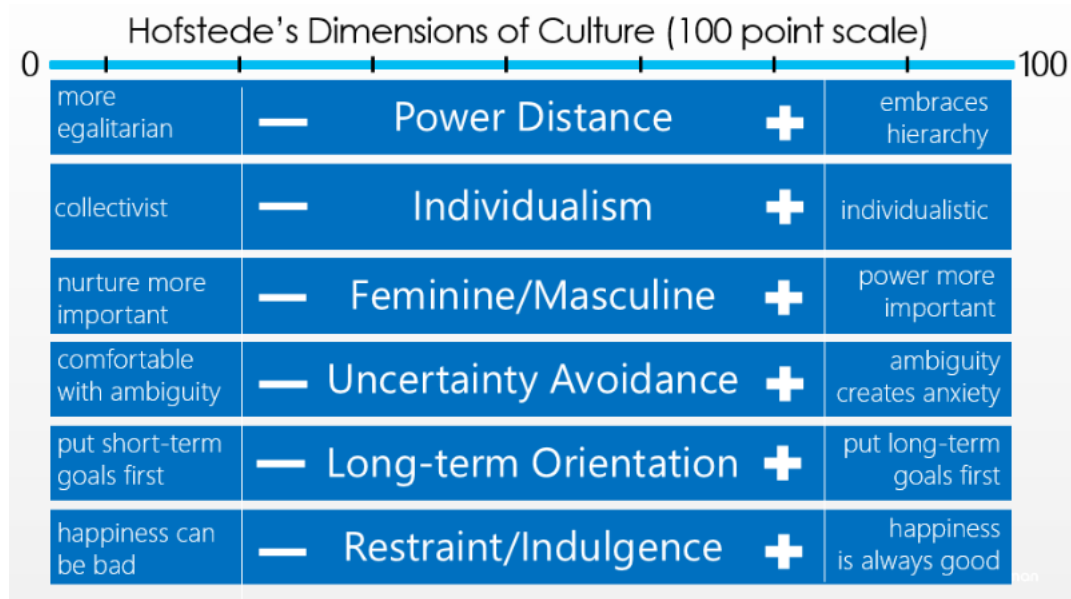 Hofstede's Dimensions of Culture (100 point scale)
0 100
more
egalitarian
— Power Distance +
embraces
hierarchy
collectivist
— Individualism +
individualistic
nurture more
important
— Feminine/Masculine +
power more
important
comfortable
with ambiguity
— Uncertainty Avoidance +
ambiguity
creates anxiety
put short-term
goals first
— Long-term Orientation +
put long-term
goals first
happiness can
be bad
— Restraint/Indulgence +
happiness
is always good